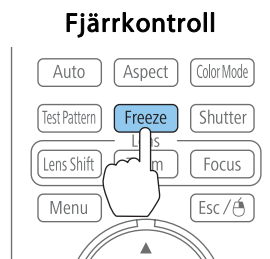 Fjärrkontroll
Auto Aspect Color Mode
Test Pattern Freeze Shutter
Lens Shift Focus
Menu Esc /